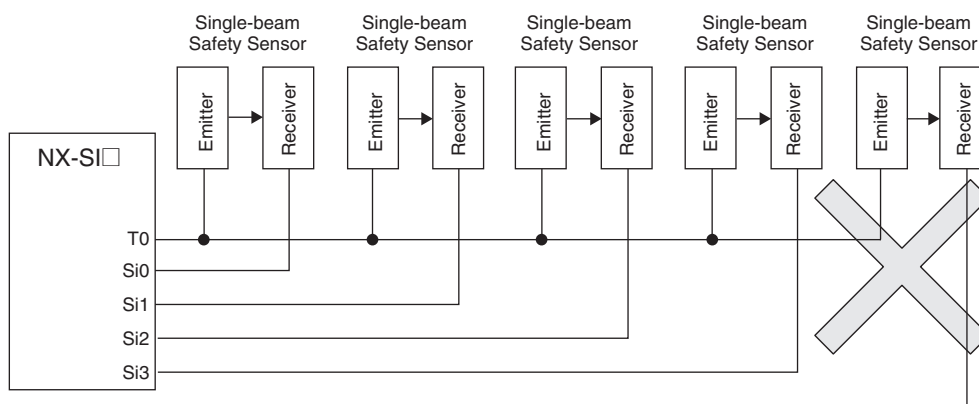 Single-beam
Safety Sensor
Single-beam
Safety Sensor
Single-beam
Safety Sensor
Single-beam
Safety Sensor
Single-beam
Safety Sensor
Emitter
Receiver
Emitter
Receiver
Emitter
Receiver
Emitter
Receiver
Emitter
Receiver
NX-SI□
T0
Si0
Si1
Si2
Si3